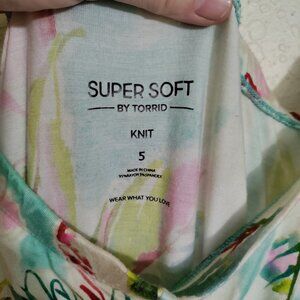 SUPER SOFT
BY TORRID
KNIT
5
MADE IN CHINA
WEAR WHAT YOU LOVE